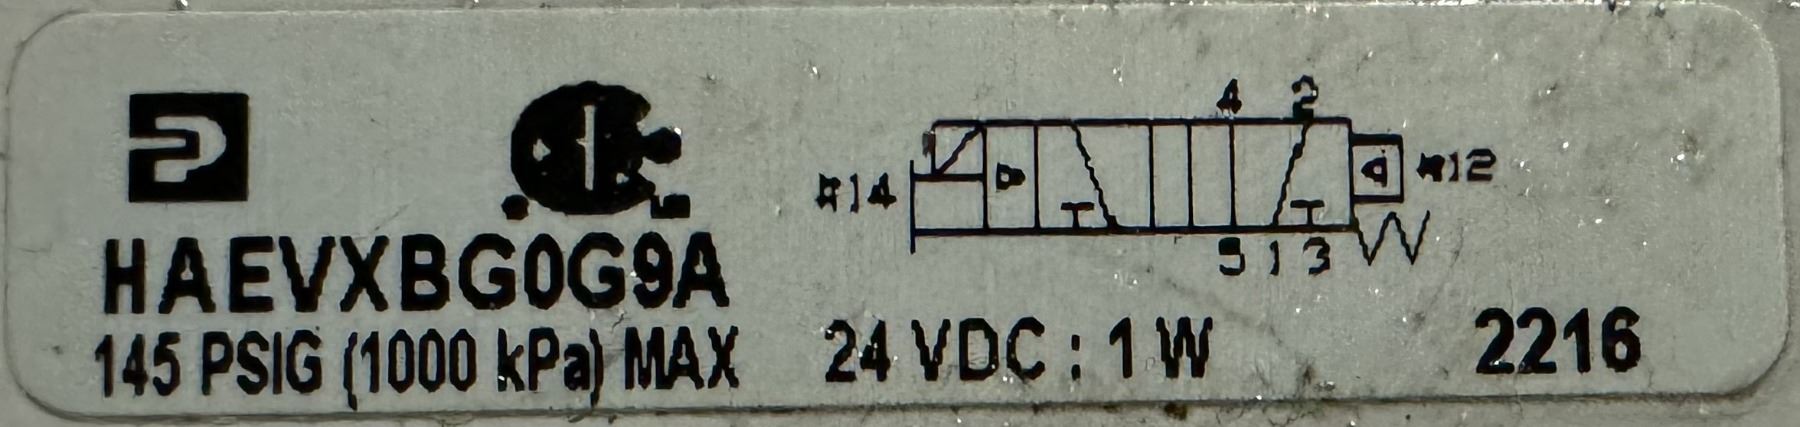 HAEVXBG0G9A
145 PSIG (1000 kPa) MAX
4 2
#14
#12
5 1 3
24 VDC : 1 W
2216